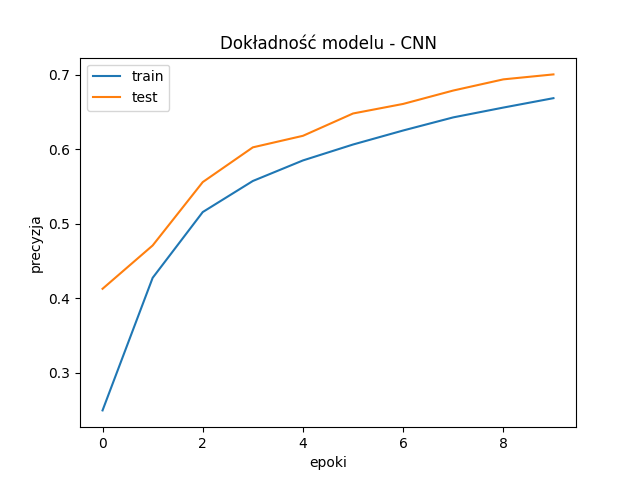 Dokładność modelu - CNN
train
test
0.7
0.6
0.5
0.4
0.3
precyzja
0 2 4 6 8
epoki